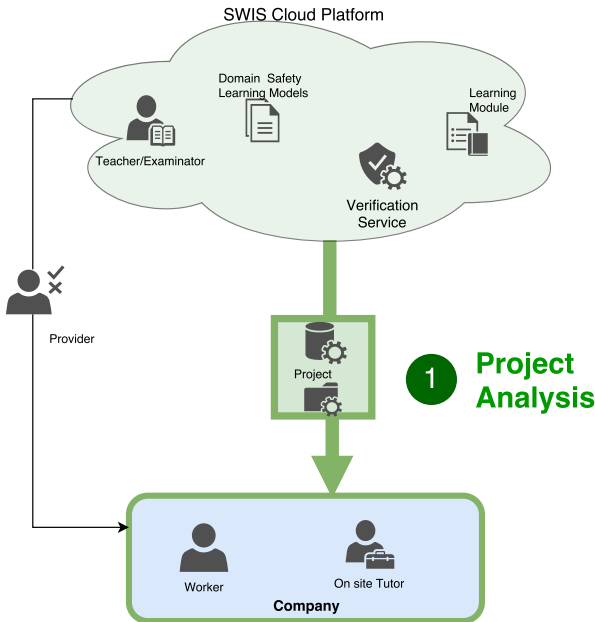 SWIS Cloud Platform
Domain Safety
Learning Models
Learning
Module
Teacher/Examinator
Verification
Service
Provider
Project
1
Project
Analysis
Worker
On site Tutor
Company